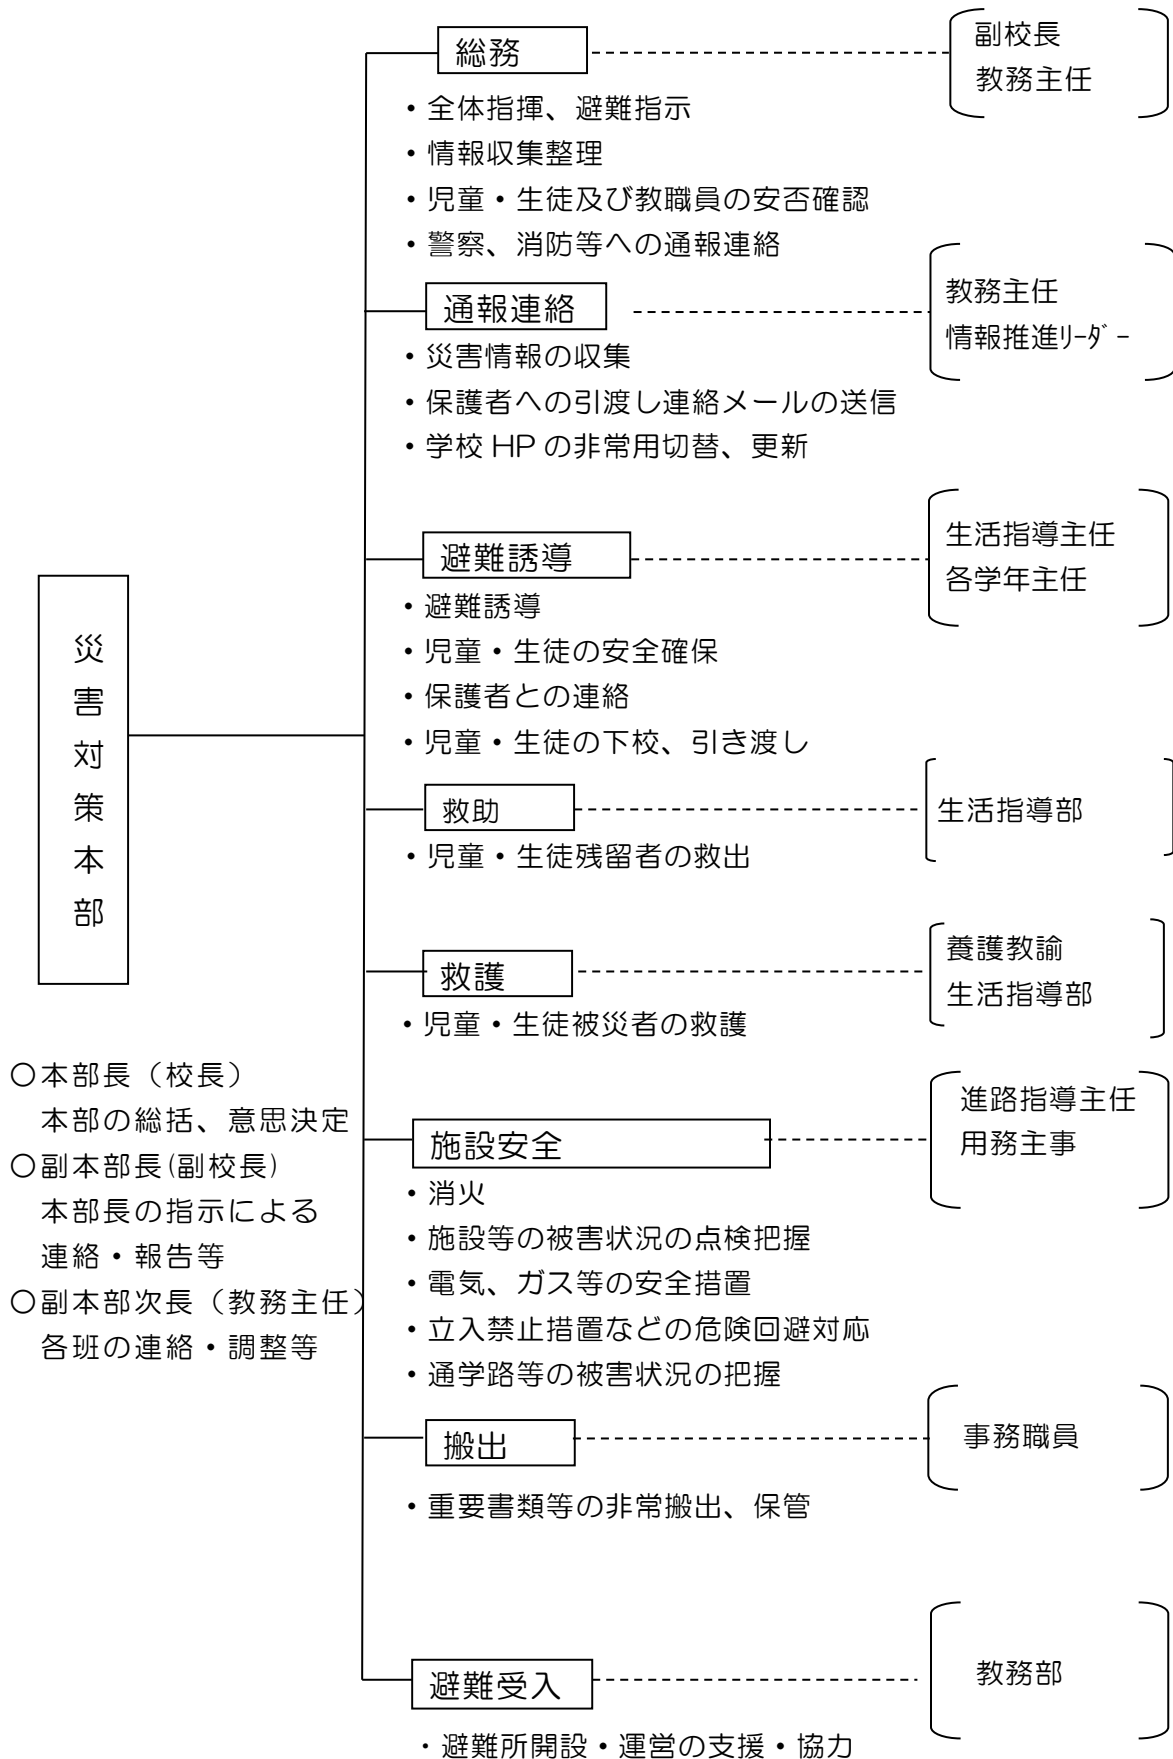 総務
副校長
教務主任
・全体指揮、避難指示
・情報収集整理
・児童・生徒及び教職員の安否確認
・警察、消防等への通報連絡
通報連絡
教務主任
情報推進ﾘｰﾀﾞｰ
・災害情報の収集
・保護者への引渡し連絡メールの送信
・学校 HP の非常用切替、更新
避難誘導
生活指導主任
各学年主任
・避難誘導
・児童・生徒の安全確保
・保護者との連絡
・児童・生徒の下校、引き渡し
災害対策本部
救助
生活指導部
・児童・生徒残留者の救出
救護
養護教諭
生活指導部
・児童・生徒被災者の救護
〇本部長（校長）
本部の総括、意思決定
〇副本部長(副校長)
本部長の指示による
連絡・報告等
〇副本部次長（教務主任）
各班の連絡・調整等
施設安全
進路指導主任
用務主事
・消火
・施設等の被害状況の点検把握
・電気、ガス等の安全措置
・立入禁止措置などの危険回避対応
・通学路等の被害状況の把握
搬出
事務職員
・重要書類等の非常搬出、保管
避難受入
教務部
・避難所開設・運営の支援・協力